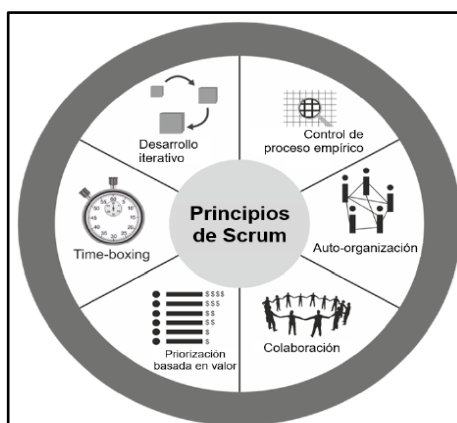 Principios
de Scrum
Control de
proceso empírico
Auto-organización
Colaboración
Priorización
basada en valor
$$$$
$$$
$$
$$
$
$
Time-boxing
Desarrollo
iterativo